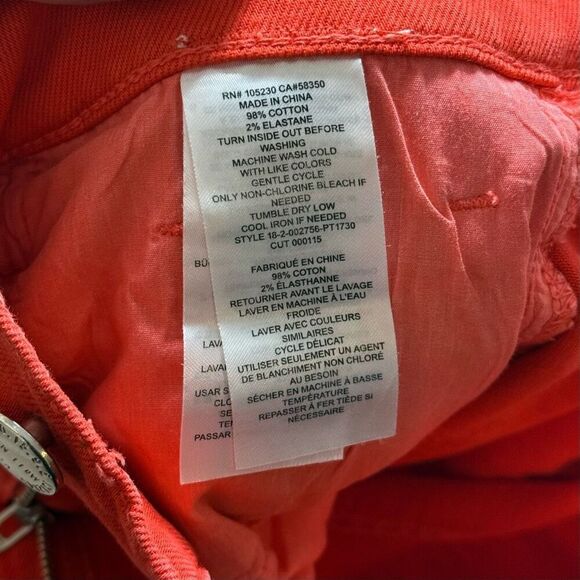 RN# 105230 CA#58350
MADE IN CHINA
98% COTTON
2% ELASTANE
TURN INSIDE OUT BEFORE
WASHING
MACHINE WASH COLD
WITH LIKE COLORS
GENTLE CYCLE
ONLY NON-CHLORINE BLEACH IF
NEEDED
TUMBLE DRY LOW
COOL IRON IF NEEDED
STYLE 18-2-002756-PT1730
CUT 000115
FABRIQUÉ EN CHINE
98% COTON
2% ÉLASTHANNE
RETOURNER AVANT LE LAVAGE
LAVER EN MACHINE À L'EAU
FROIDE
LAVER AVEC COULEURS
SIMILAIRES
CYCLE DÉLICAT
UTILISER SEULEMENT UN AGENT
DE BLANCHIMENT NON CHLORÉ
AU BESOIN
SÉCHER EN MACHINE À BASSE
TEMPÉRATURE
REPASSER À FER TIÈDE SI
NÉCESSAIRE
USAR
PASSAR